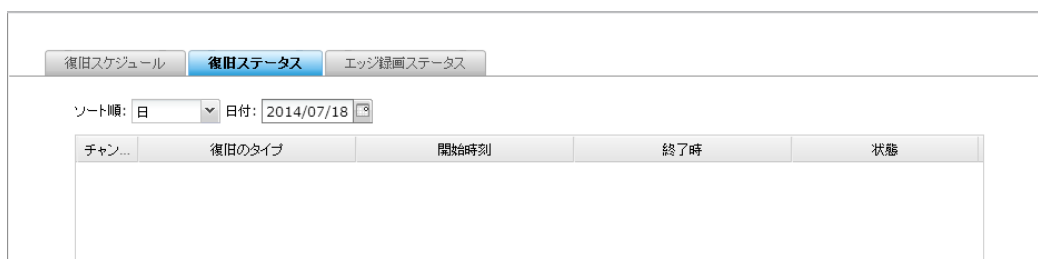 復旧スケジュール 復旧ステータス エッジ録画ステータス
ソート順: 日 日付: 2014/07/18
チャン... 復旧のタイプ 開始時刻 終了時 状態